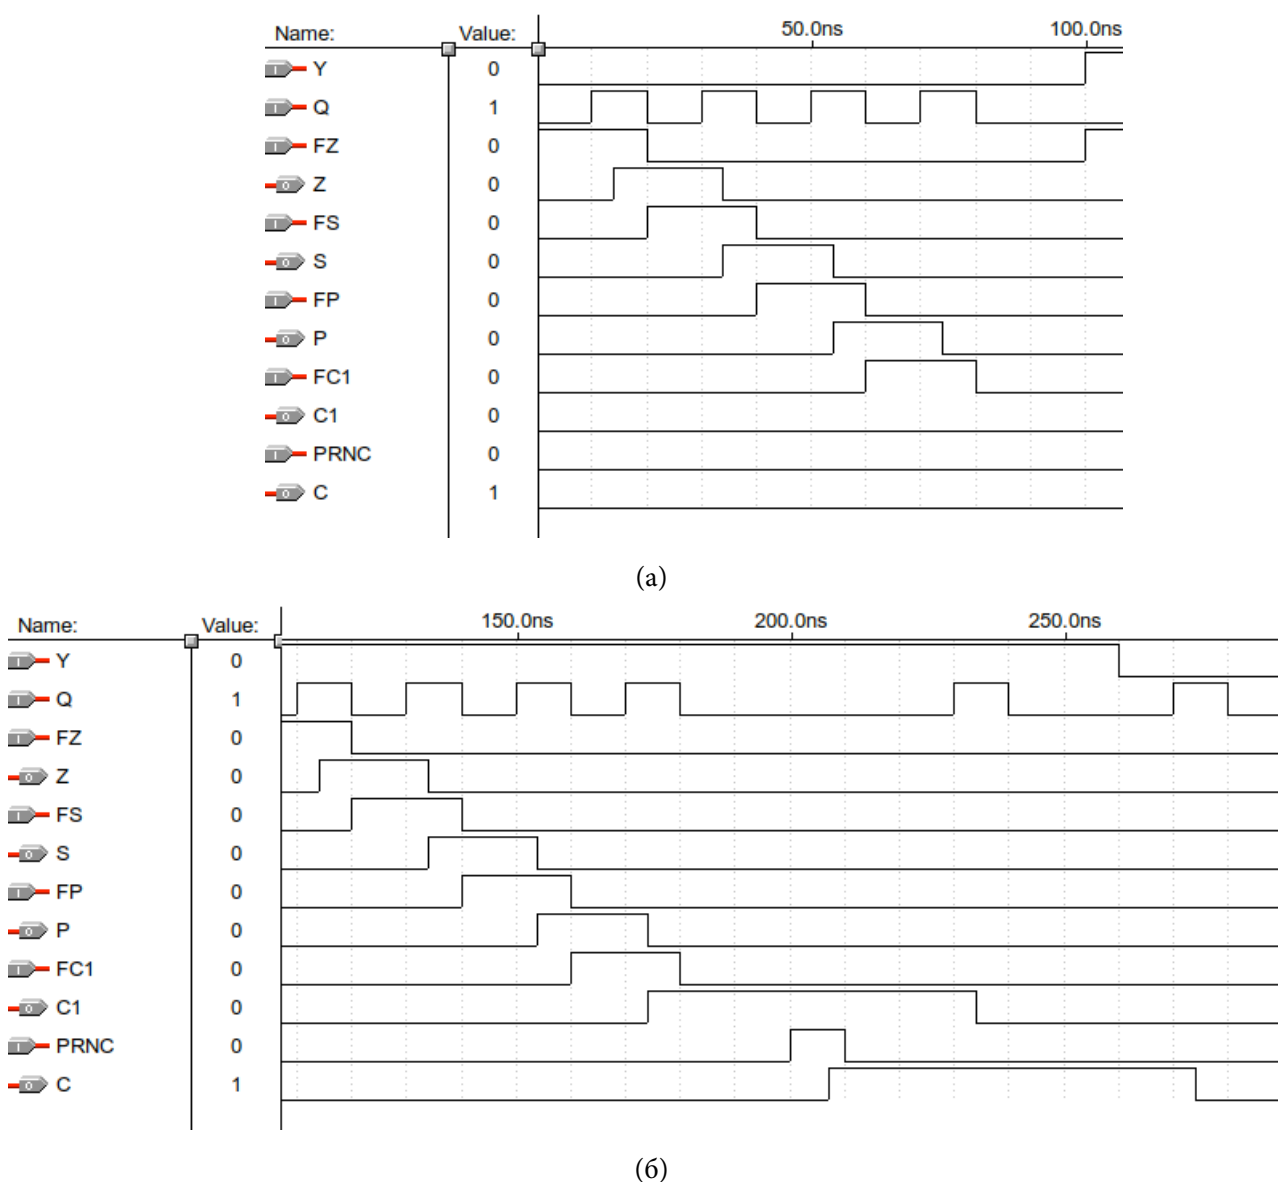 Name: Value: 50.0ns 100.0ns
Y 0
Q 1
FZ 0
Z 0
FS 0
S 0
FP 0
P 0
FC1 0
C1 0
PRNC 0
C 1
(а)
Name: Value: 150.0ns 200.0ns 250.0ns
Y 0
Q 1
FZ 0
Z 0
FS 0
S 0
FP 0
P 0
FC1 0
C1 0
PRNC 0
C 1
(б)